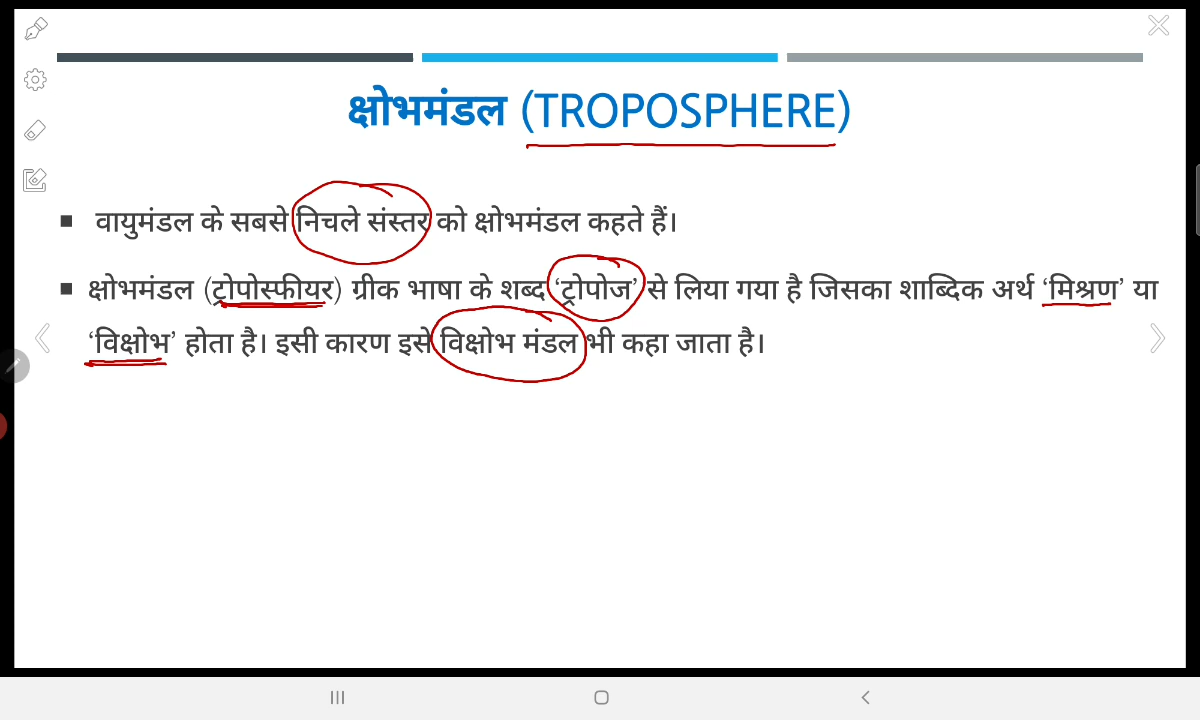 क्षोभमंडल (TROPOSPHERE)
▪ वायुमंडल के सबसे निचले संस्तर को क्षोभमंडल कहते हैं।
▪ क्षोभमंडल (ट्रोपोस्फीयर) ग्रीक भाषा के शब्द ‘ट्रोपोज’ से लिया गया है जिसका शाब्दिक अर्थ ‘मिश्रण’ या
‘विक्षोभ’ होता है। इसी कारण इसे विक्षोभ मंडल भी कहा जाता है।